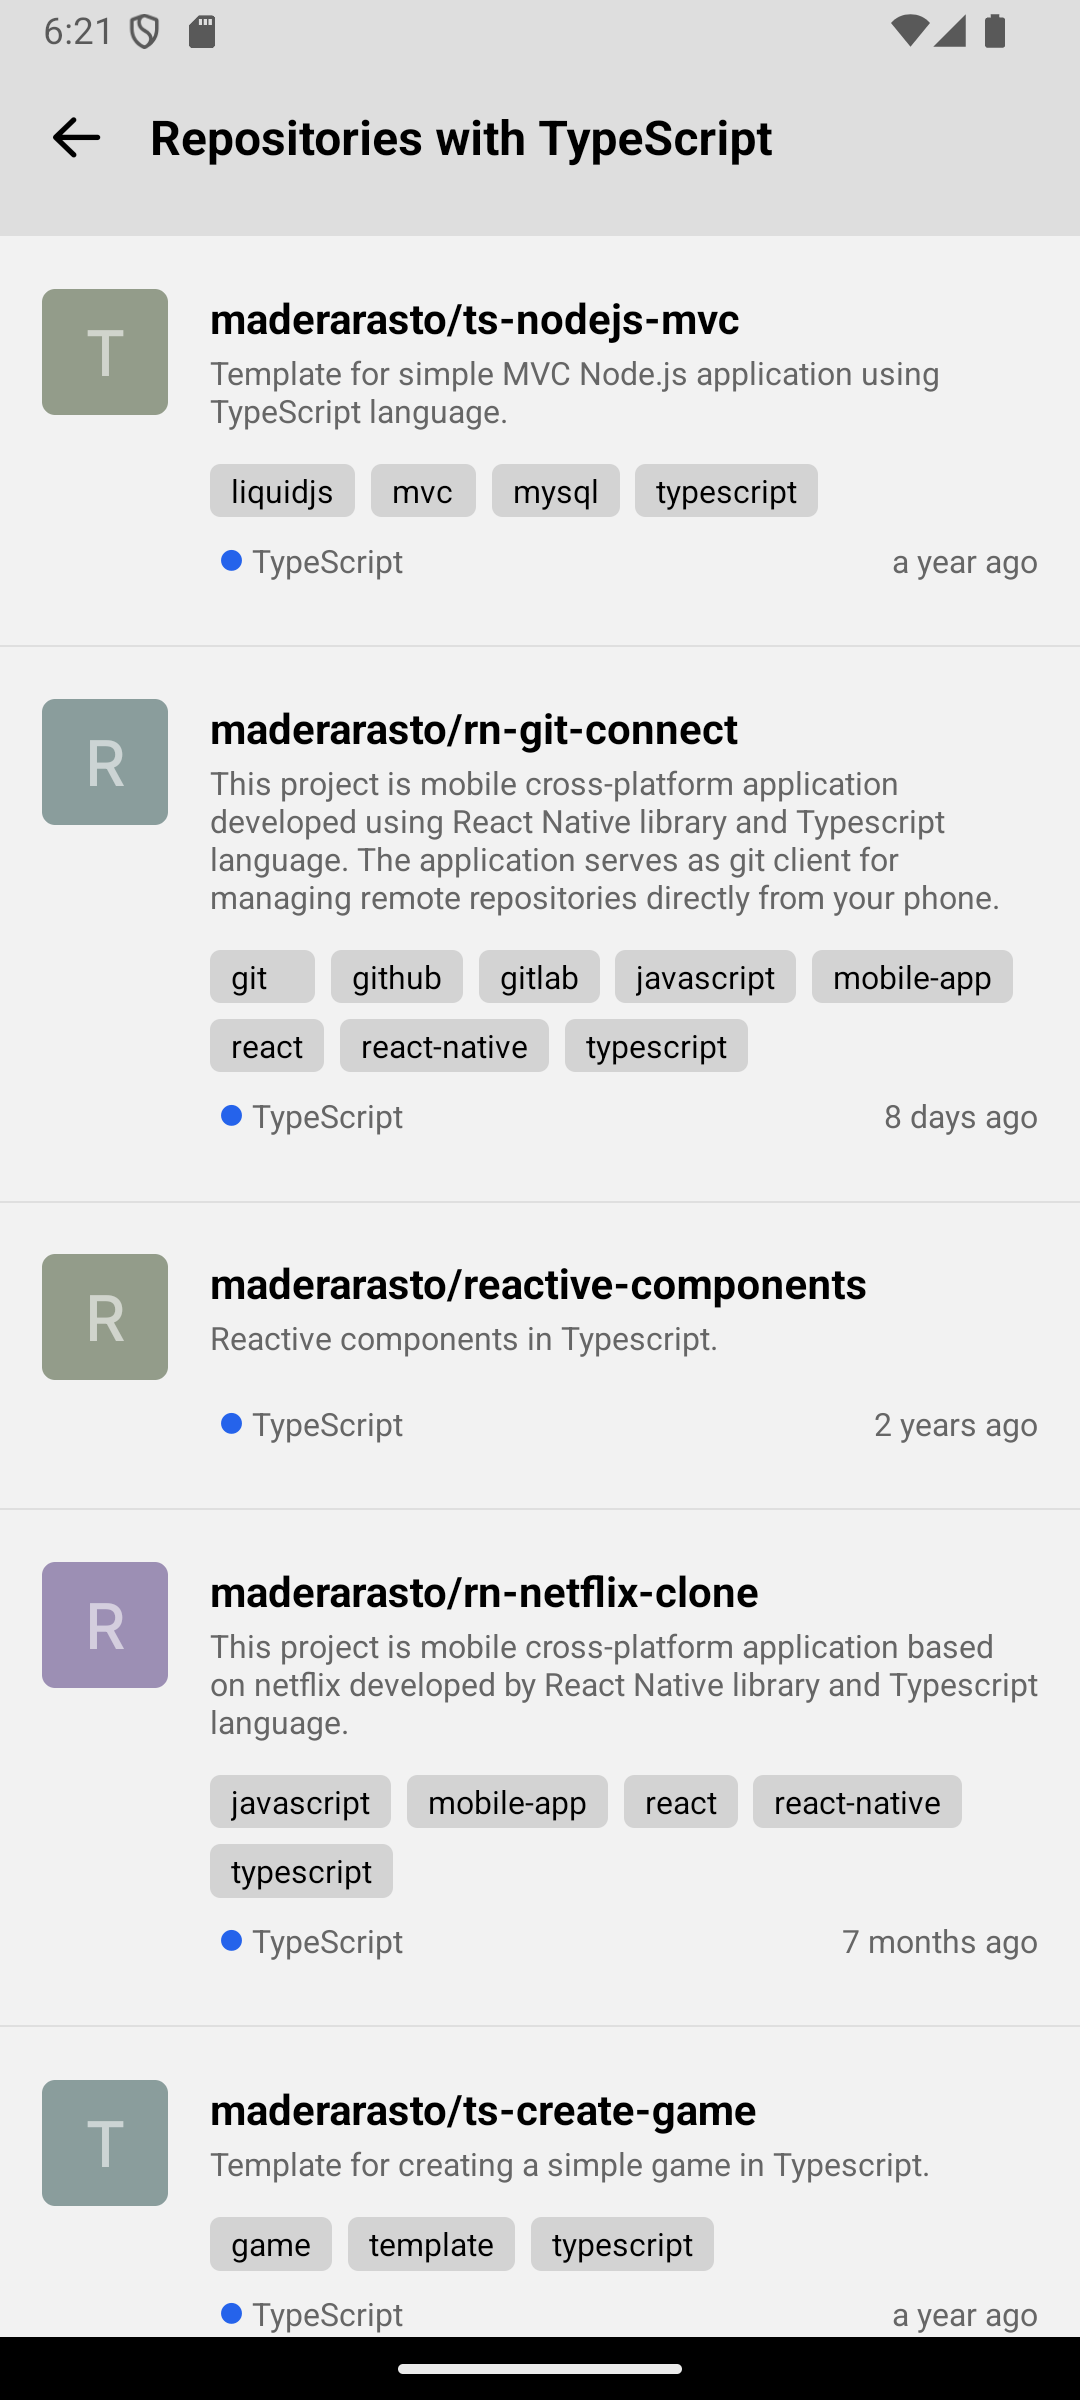 6:21
Repositories with TypeScript
T
maderarasto/ts-nodejs-mvc
Template for simple MVC Node.js application using
TypeScript language.
liquidjs mvc mysql typescript
TypeScript a year ago
R
maderarasto/rn-git-connect
This project is mobile cross-platform application
developed using React Native library and Typescript
language. The application serves as git client for
managing remote repositories directly from your phone.
git github gitlab javascript mobile-app
react react-native typescript
TypeScript 8 days ago
R
maderarasto/reactive-components
Reactive components in Typescript.
TypeScript 2 years ago
R
maderarasto/rn-netflix-clone
This project is mobile cross-platform application based
on netflix developed by React Native library and Typescript
language.
javascript mobile-app react react-native
typescript
TypeScript 7 months ago
T
maderarasto/ts-create-game
Template for creating a simple game in Typescript.
game template typescript
TypeScript a year ago